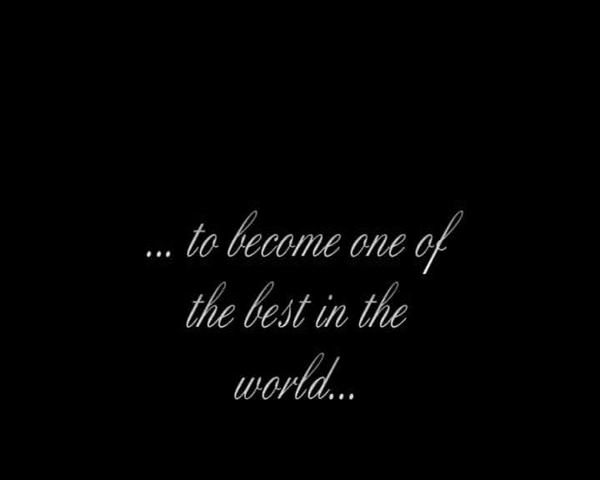 ... to become one of
the best in the
world...